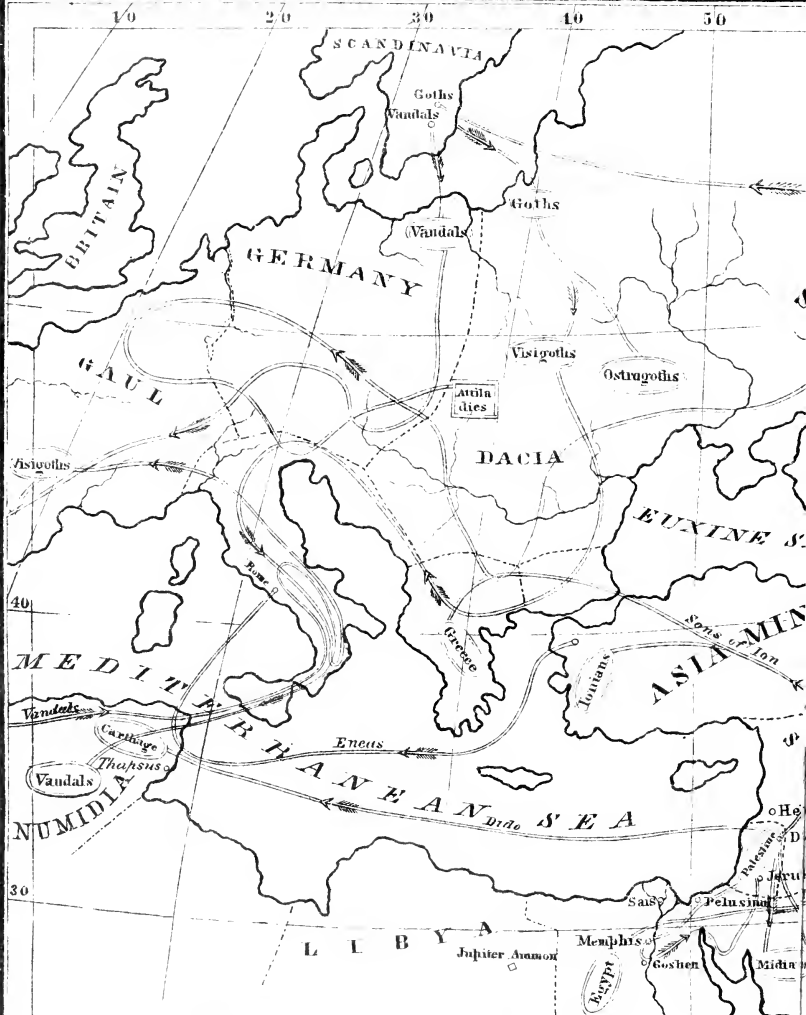 10 20 30 40 50
SCANDINAVIA
Goths
Vandals
BRITAIN
Goths
Vandals
GERMANY
Visigoths
Ostrogoths
GAUL
Attila
dies
DACIA
Visigoths
EUXINE S
Rome
40
Greece
Sons of Ion
Ionians
ASIA MIN
MEDITERRANEAN SEA
Vandals
Carthage
Eneas
Thapsus
Vandals
NUMIDIA
Dido
He
D
Palestine
Jeru
30
Sais
Pelusium
LIBYA
Memphis
Jupiter Ammon
Goshen
Midia
Egypt